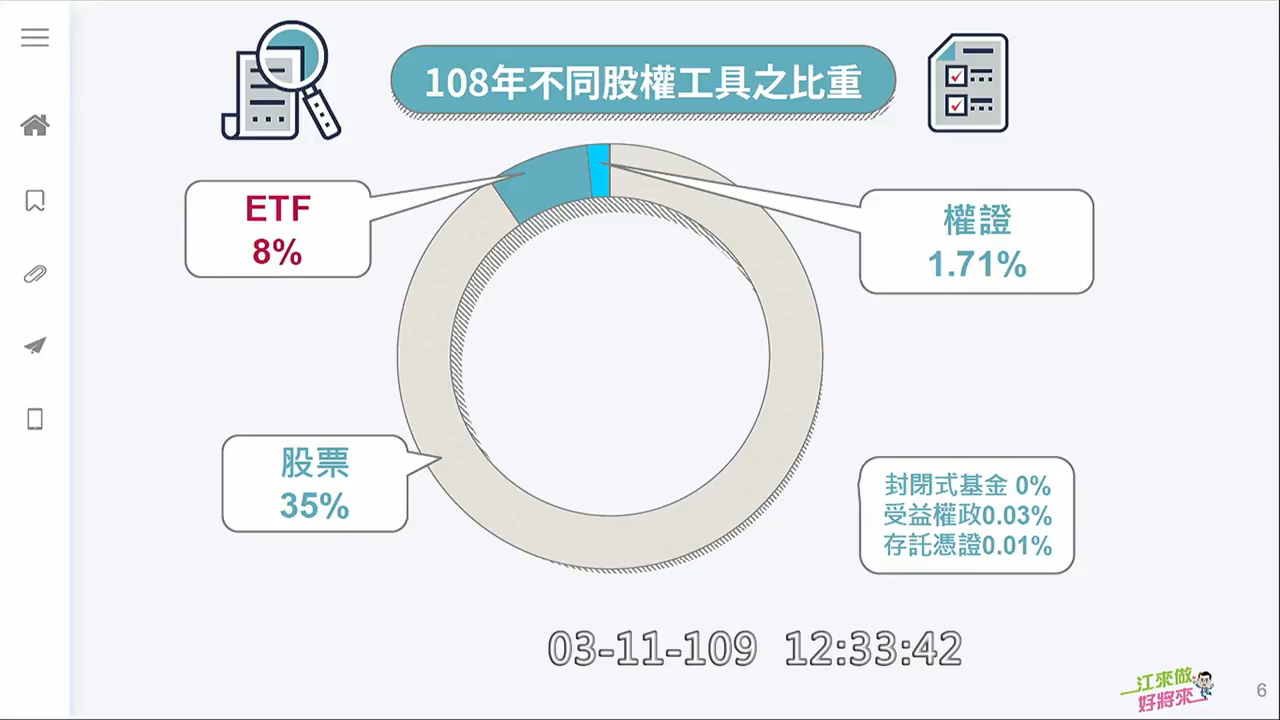 108年不同股權工具之比重
ETF
8%
權證
1.71%
股票
35%
封閉式基金 0%
受益權政0.03%
存託憑證0.01%
03-11-109 12:33:42
江來做
好將來
6